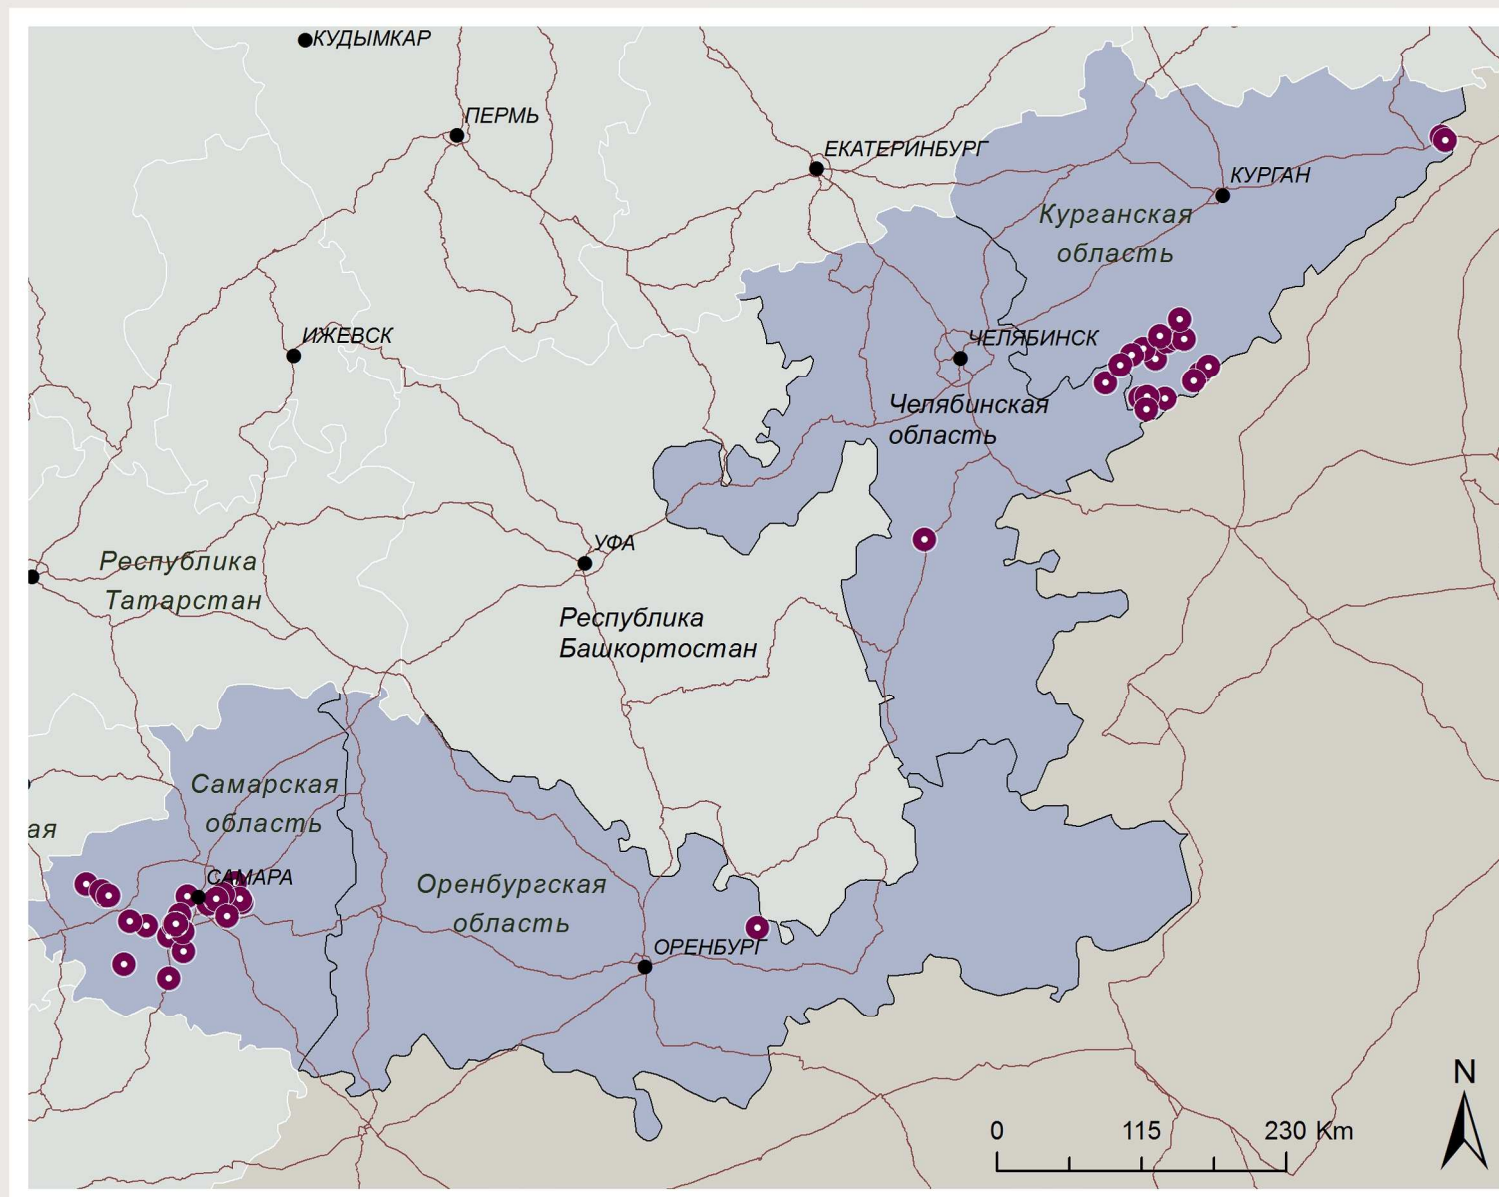 КУДЫМКАР
ПЕРМЬ
ЕКАТЕРИНБУРГ
КУРГАН
Курганская
область
ИЖЕВСК
ЧЕЛЯБИНСК
Челябинская
область
УФА
Республика
Татарстан
Республика
Башкортостан
Самарская
область
ая
САМАРА
Оренбургская
область
ОРЕНБУРГ
N
0 115 230 Km